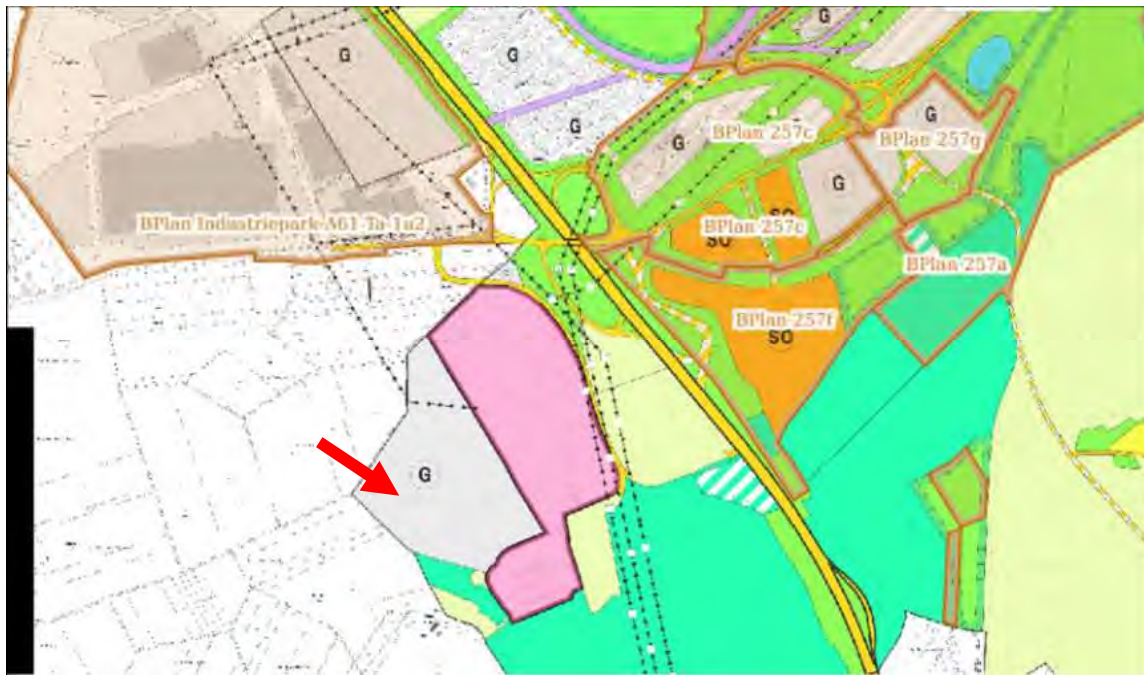 G
G
G
G
BPlan 257c
G
BPlan 257g
G
SO
BPlan Industriepark A61 Ta-1u2
BPlan 257c
SO
BPlan 257a
BPlan 257f
SO
G